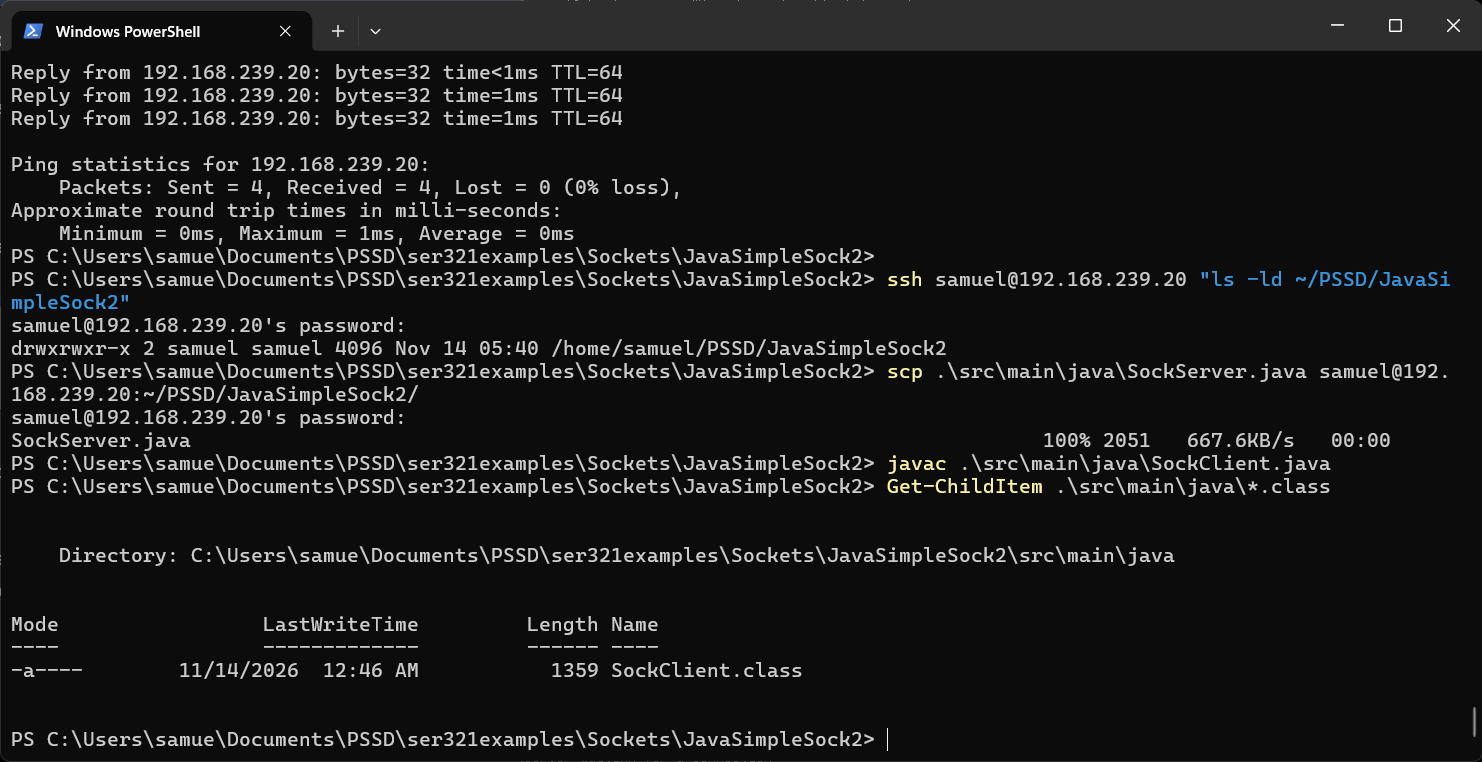 Windows PowerShell
Reply from 192.168.239.20: bytes=32 time<1ms TTL=64
Reply from 192.168.239.20: bytes=32 time=1ms TTL=64
Reply from 192.168.239.20: bytes=32 time=1ms TTL=64
Ping statistics for 192.168.239.20:
    Packets: Sent = 4, Received = 4, Lost = 0 (0% loss),
Approximate round trip times in milli-seconds:
    Minimum = 0ms, Maximum = 1ms, Average = 0ms
PS C:\Users\samue\Documents\PSSD\ser321examples\Sockets\JavaSimpleSock2>
PS C:\Users\samue\Documents\PSSD\ser321examples\Sockets\JavaSimpleSock2> ssh samuel@192.168.239.20 "ls -ld ~/PSSD/JavaSi
mpleSock2"
samuel@192.168.239.20's password:
drwxrwxr-x 2 samuel samuel 4096 Nov 14 05:40 /home/samuel/PSSD/JavaSimpleSock2
PS C:\Users\samue\Documents\PSSD\ser321examples\Sockets\JavaSimpleSock2> scp .\src\main\java\SockServer.java samuel@192.
168.239.20:~/PSSD/JavaSimpleSock2/
samuel@192.168.239.20's password:
SockServer.java                                                                       100% 2051   667.6KB/s   00:00
PS C:\Users\samue\Documents\PSSD\ser321examples\Sockets\JavaSimpleSock2> javac .\src\main\java\SockClient.java
PS C:\Users\samue\Documents\PSSD\ser321examples\Sockets\JavaSimpleSock2> Get-ChildItem .\src\main\java\*.class
    Directory: C:\Users\samue\Documents\PSSD\ser321examples\Sockets\JavaSimpleSock2\src\main\java
Mode                 LastWriteTime         Length Name
----                 -------------         ------ ----
-a----        11/14/2026  12:46 AM           1359 SockClient.class
PS C:\Users\samue\Documents\PSSD\ser321examples\Sockets\JavaSimpleSock2>